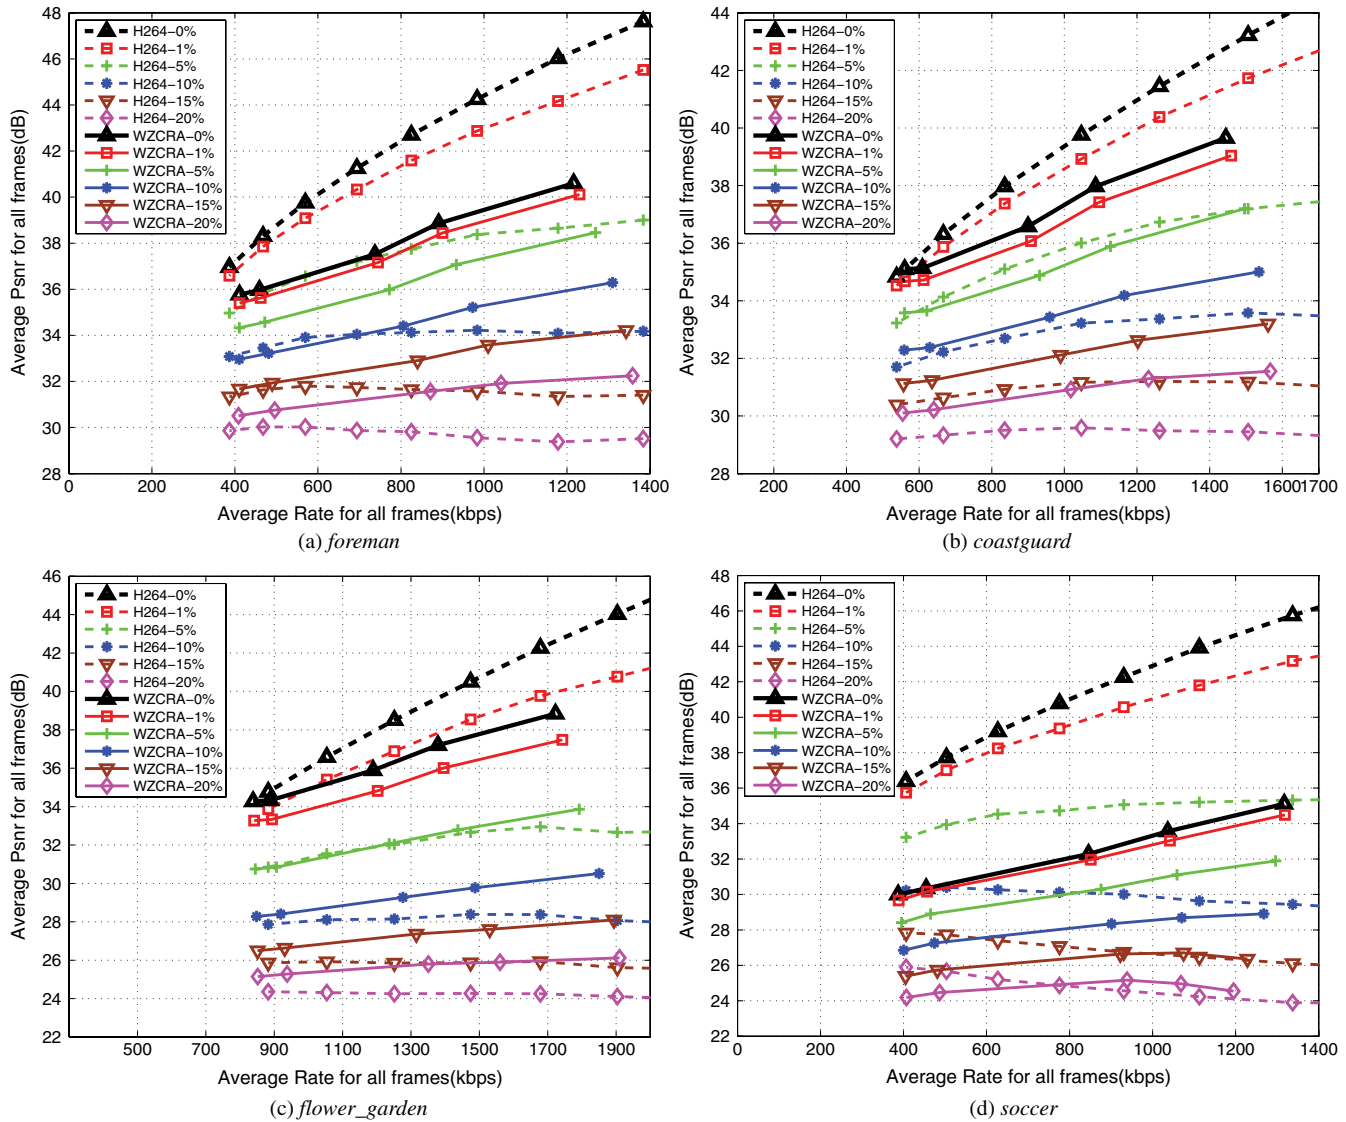 48
46
44
42
40
38
36
34
32
30
28
Average Psnr for all frames(dB)
H264−0%
H264−1%
H264−5%
H264−10%
H264−15%
H264−20%
WZCRA−0%
WZCRA−1%
WZCRA−5%
WZCRA−10%
WZCRA−15%
WZCRA−20%
0 200 400 600 800 1000 1200 1400
Average Rate for all frames(kbps)
(a) foreman
44
42
40
38
36
34
32
30
28
Average Psnr for all frames(dB)
H264−0%
H264−1%
H264−5%
H264−10%
H264−15%
H264−20%
WZCRA−0%
WZCRA−1%
WZCRA−5%
WZCRA−10%
WZCRA−15%
WZCRA−20%
200 400 600 800 1000 1200 1400 16001700
Average Rate for all frames(kbps)
(b) coastguard
46
44
42
40
38
36
34
32
30
28
26
24
22
Average Psnr for all frames(dB)
H264−0%
H264−1%
H264−5%
H264−10%
H264−15%
H264−20%
WZCRA−0%
WZCRA−1%
WZCRA−5%
WZCRA−10%
WZCRA−15%
WZCRA−20%
500 700 900 1100 1300 1500 1700 1900
Average Rate for all frames(kbps)
(c) flower_garden
48
46
44
42
40
38
36
34
32
30
28
26
24
22
Average Psnr for all frames(dB)
H264−0%
H264−1%
H264−5%
H264−10%
H264−15%
H264−20%
WZCRA−0%
WZCRA−1%
WZCRA−5%
WZCRA−10%
WZCRA−15%
WZCRA−20%
0 200 400 600 800 1000 1200 1400
Average Rate for all frames(kbps)
(d) soccer